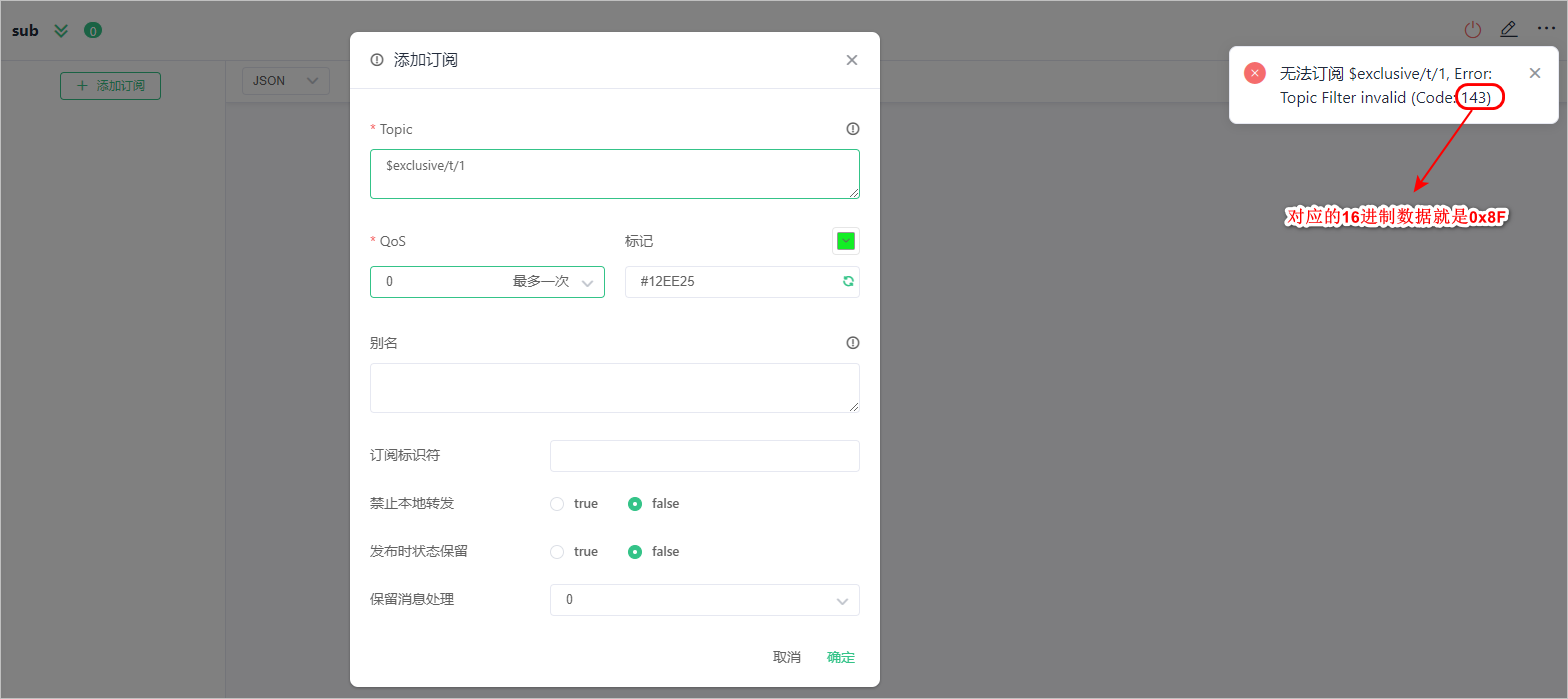 sub 0
添加订阅
JSON
添加订阅
* Topic
$exclusive/t/1
* QoS
标记
0 最多一次
#12EE25
别名
订阅标识符
禁止本地转发
true false
发布时状态保留
true false
保留消息处理
0
取消 确定
无法订阅 $exclusive/t/1, Error:
Topic Filter invalid (Code: 143)
对应的16进制数据就是0x8F